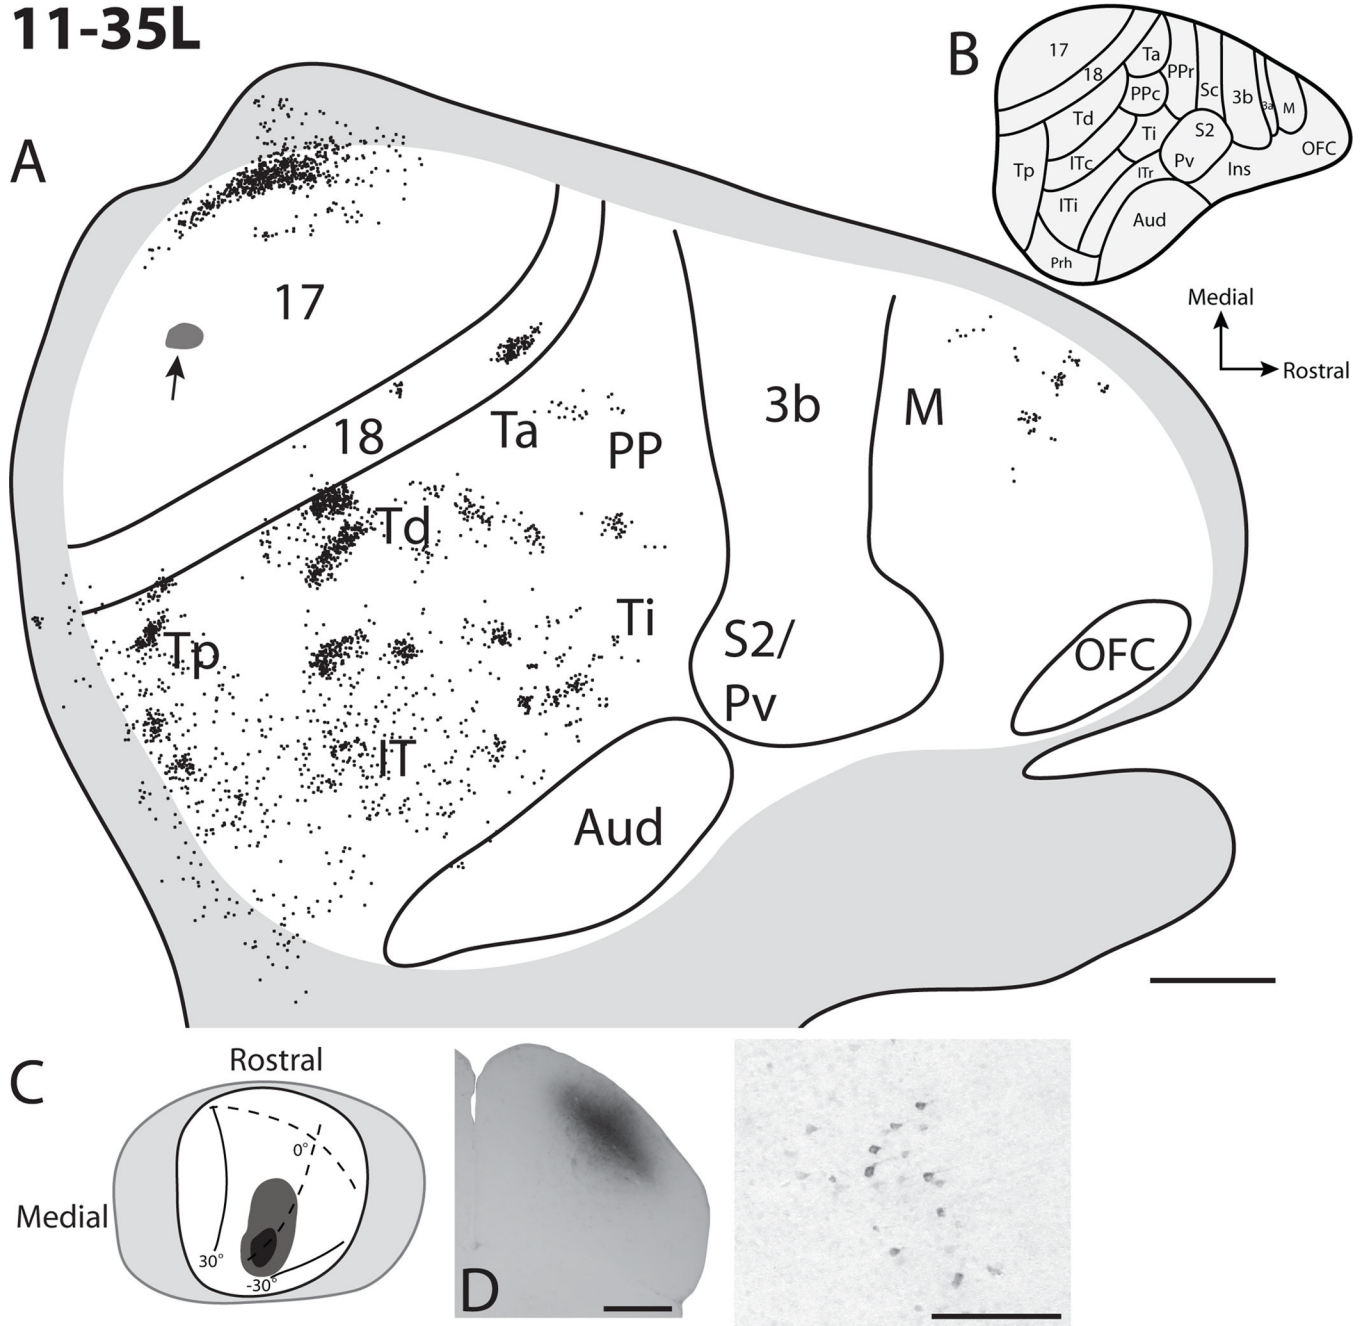 11-35L
A
17
18
Ta
PP
3b
M
Td
Tp
Ti
IT
S2/
Pv
OFC
Aud
B
17
18
Ta
PPr
PPc
Sc
3b
3a
M
Td
Ti
S2
OFC
Tp
ITc
ITr
Pv
Ins
ITi
Aud
Prh
Medial
Rostral
C
Rostral
Medial
0°
30°
-30°
D